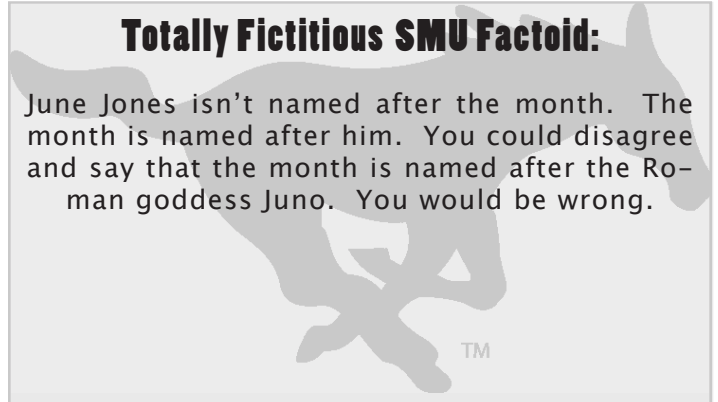 Totally Fictitious SMU Factoid:
June Jones isn’t named after the month.  The
month is named after him.  You could disagree
and say that the month is named after the Ro-
man goddess Juno.  You would be wrong.
TM